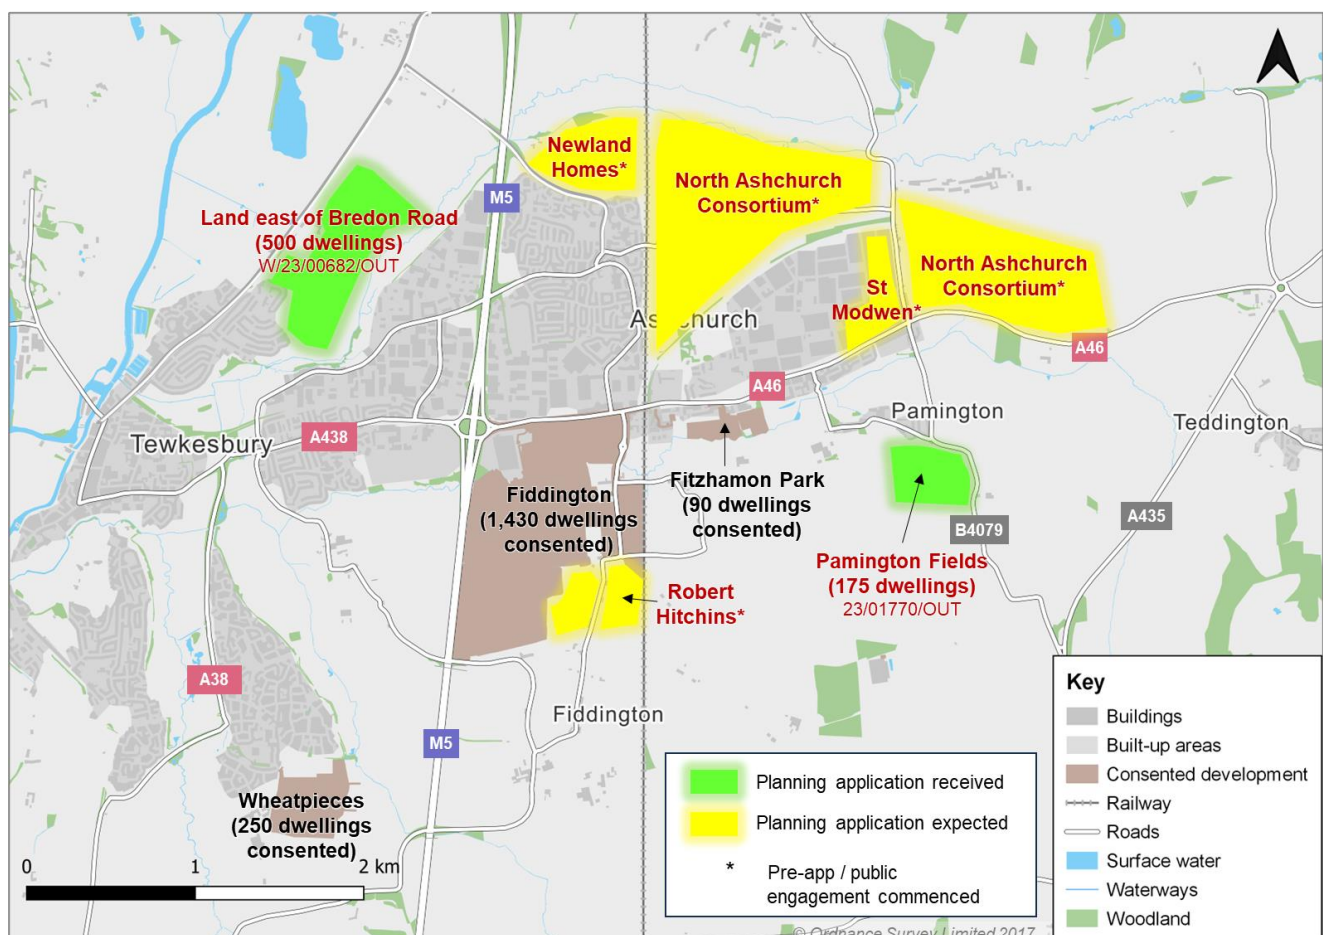 Newland
Homes*
North Ashchurch
Consortium*
M5
Land east of Bredon Road
(500 dwellings)
W/23/00682/OUT
North Ashchurch
Consortium*
St
Modwen*
Ashchurch
A46
A46
Pamington
Teddington
Tewkesbury
A438
Fiddington
(1,430 dwellings
consented)
Fitzhamon Park
(90 dwellings
consented)
B4079
A435
Pamington Fields
(175 dwellings)
23/01770/OUT
Robert
Hitchins*
A38
Fiddington
M5
Wheatpieces
(250 dwellings
consented)
0 1 2 km
Planning application received
Planning application expected
* Pre-app / public
engagement commenced
Key
Buildings
Built-up areas
Consented development
Railway
Roads
Surface water
Waterways
Woodland
© Ordnance Survey Limited 2017